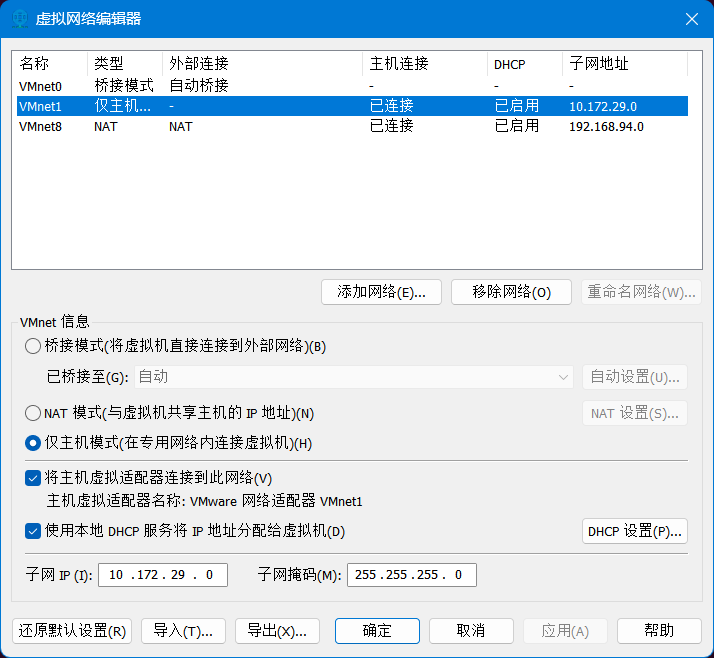 虚拟网络编辑器
名称 类型 外部连接 主机连接 DHCP 子网地址
VMnet0 桥接模式 自动桥接 - - -
VMnet1 仅主机... - 已连接 已启用 10.172.29.0
VMnet8 NAT NAT 已连接 已启用 192.168.94.0
添加网络(E)... 移除网络(O) 重命名网络(W)...
VMnet 信息
桥接模式(将虚拟机直接连接到外部网络)(B)
已桥接至(G): 自动 自动设置(U)...
NAT 模式(与虚拟机共享主机的 IP 地址)(N) NAT 设置(S)...
仅主机模式(在专用网络内连接虚拟机)(H)
将主机虚拟适配器连接到此网络(V)
主机虚拟适配器名称: VMware 网络适配器 VMnet1
使用本地 DHCP 服务将 IP 地址分配给虚拟机(D) DHCP 设置(P)...
子网 IP (I): 10 .172 . 29 . 0 子网掩码(M): 255 . 255 . 255 . 0
还原默认设置(R) 导入(T)... 导出(X)... 确定 取消 应用(A) 帮助